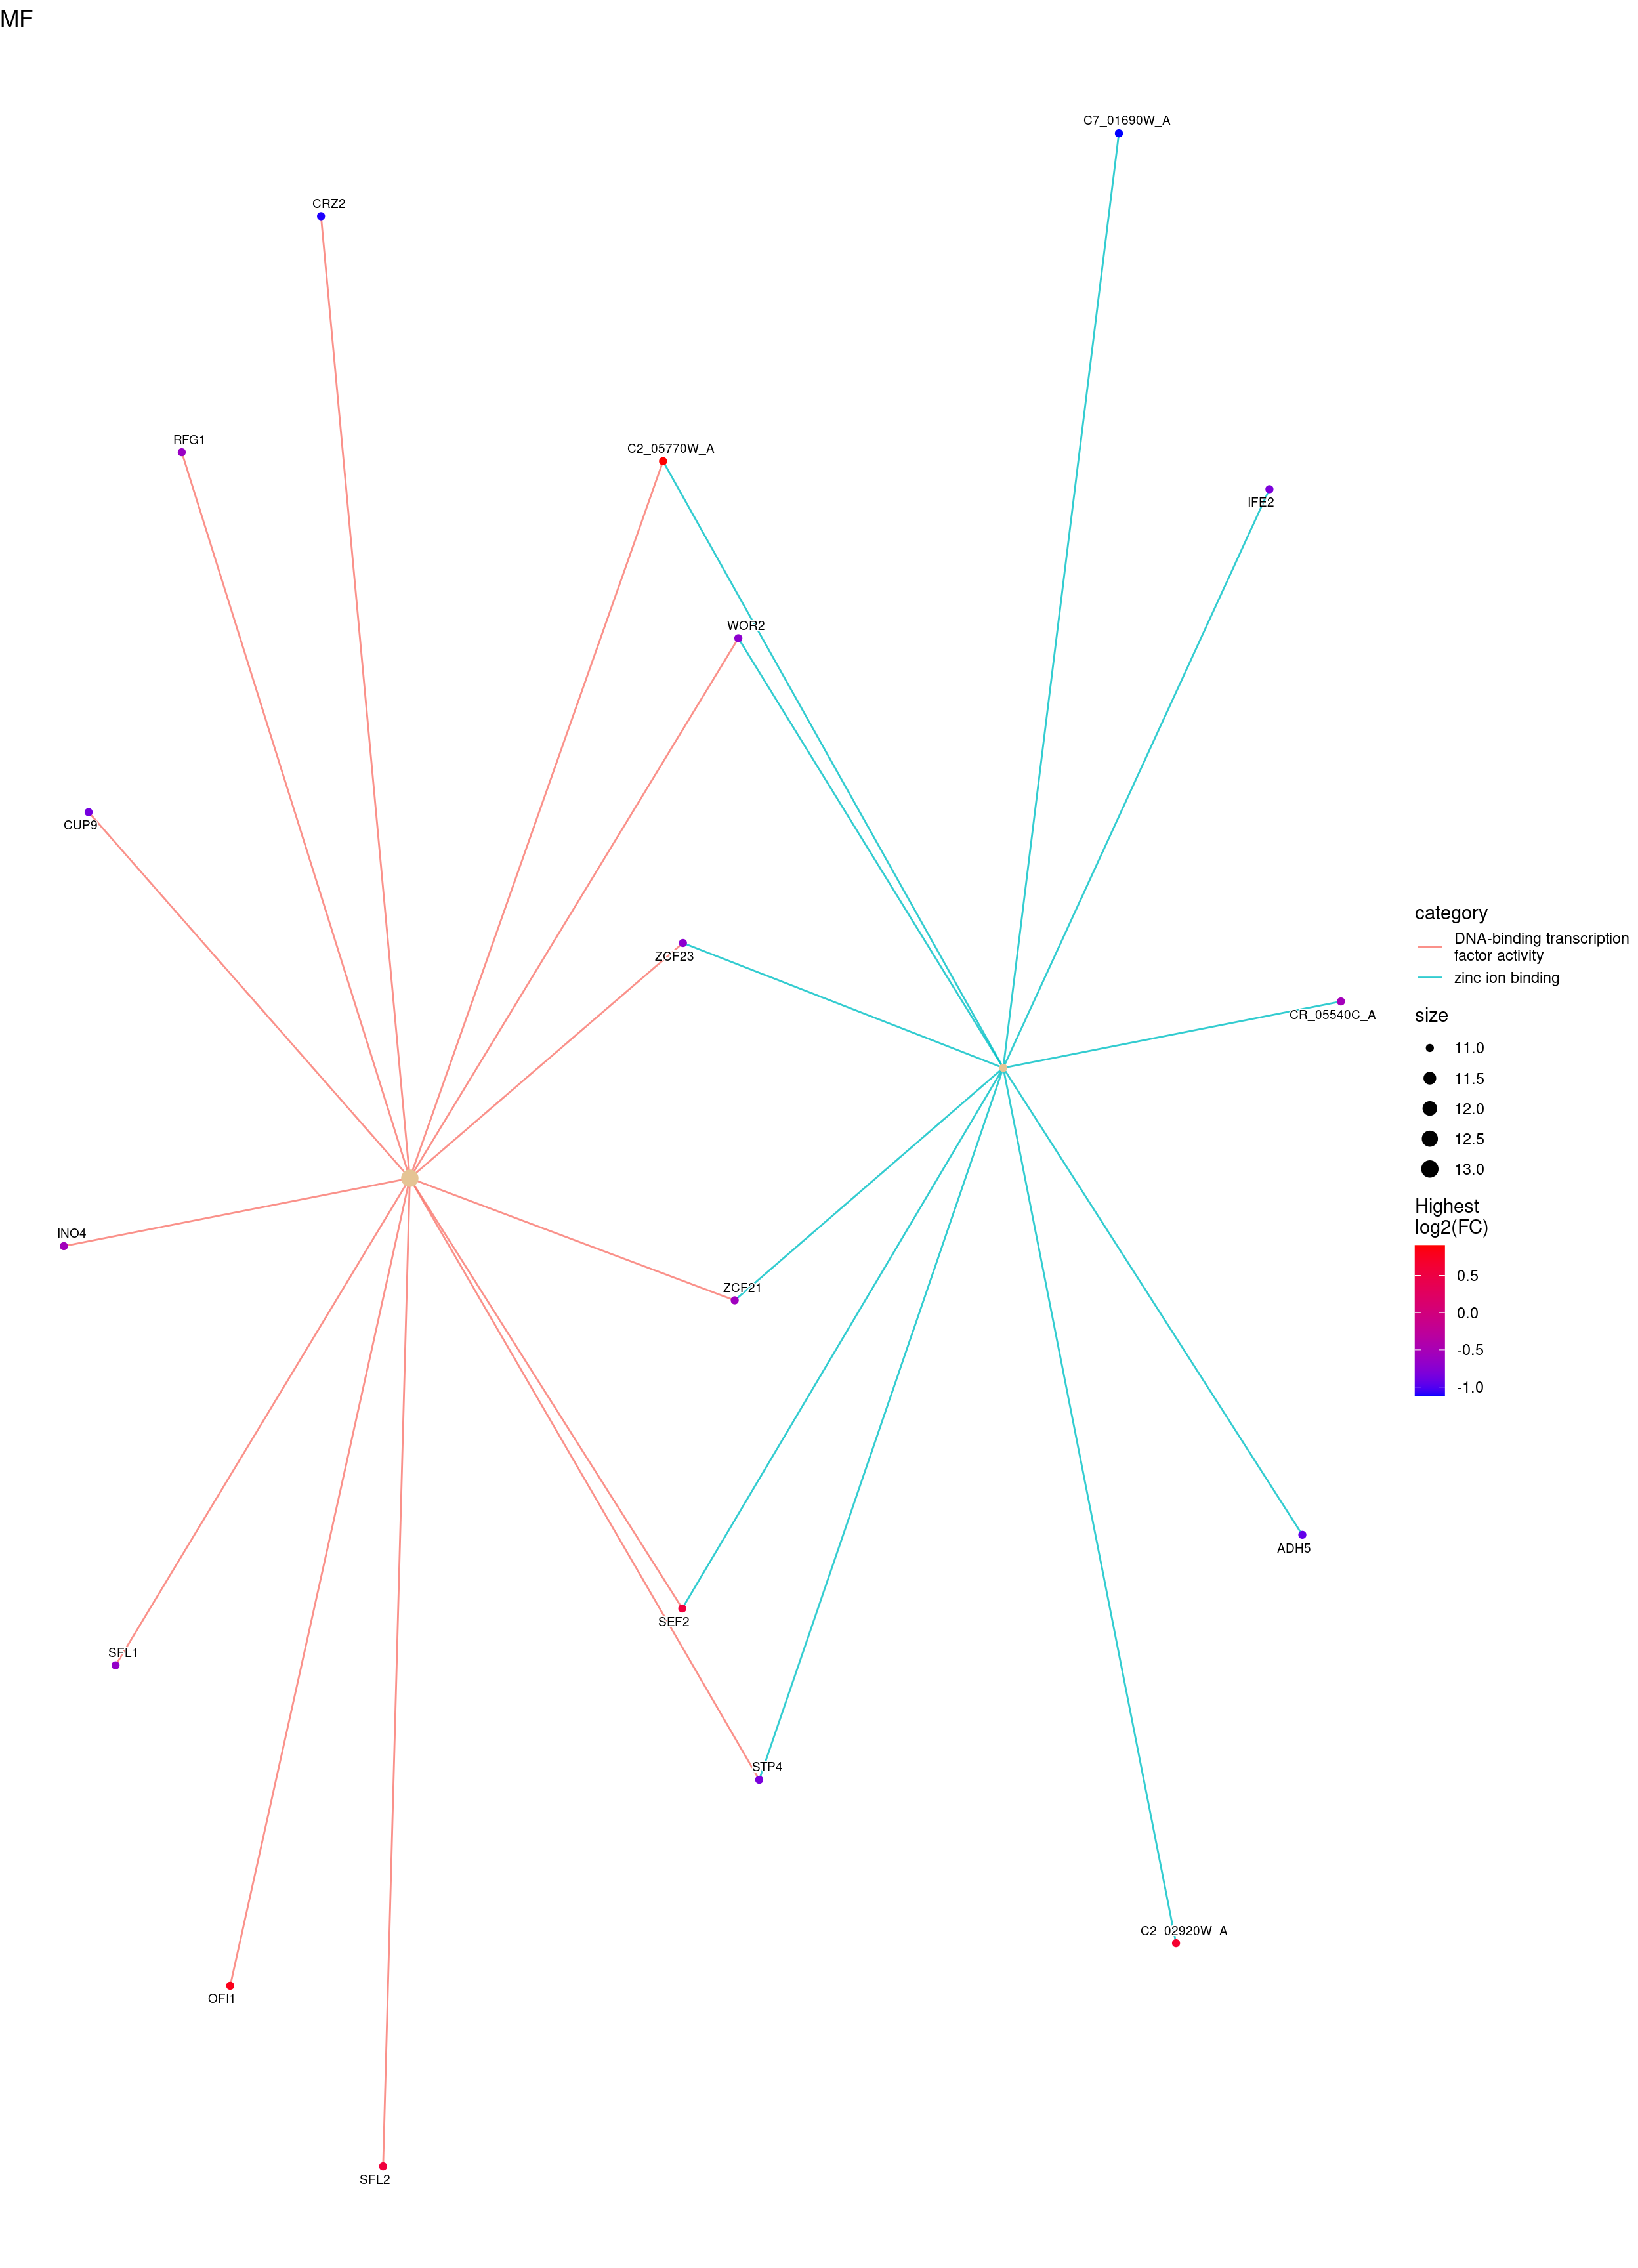 MF
C7_01690W_A
CRZ2
RFG1
C2_05770W_A
IFE2
WOR2
CUP9
ZCF23
CR_05540C_A
INO4
ZCF21
ADH5
SEF2
SFL1
STP4
C2_02920W_A
OFI1
SFL2
category
DNA-binding transcription
factor activity
zinc ion binding
size
11.0
11.5
12.0
12.5
13.0
Highest
log2(FC)
0.5
0.0
-0.5
-1.0